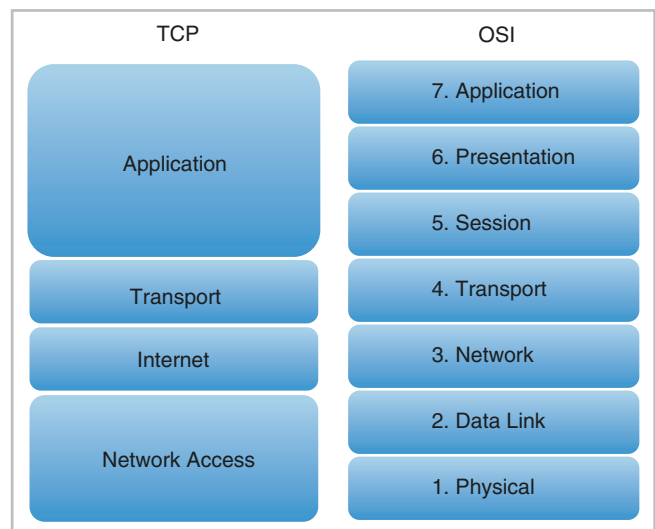 TCP
OSI
Application
7. Application
6. Presentation
5. Session
Transport
4. Transport
Internet
3. Network
Network Access
2. Data Link
1. Physical